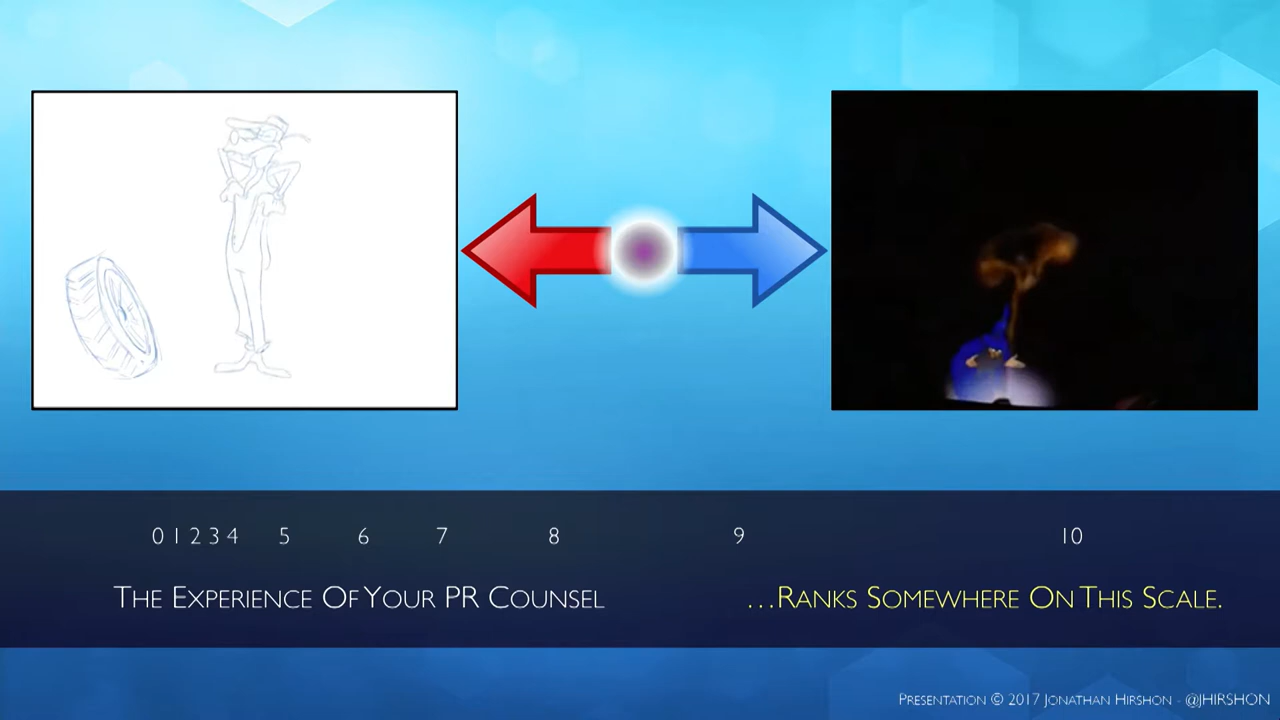 0 1 2 3 4 5 6 7 8 9 10
THE EXPERIENCE OF YOUR PR COUNSEL ...RANKS SOMEWHERE ON THIS SCALE.
PRESENTATION © 2017 JONATHAN HIRSHON - @JHIRSHON